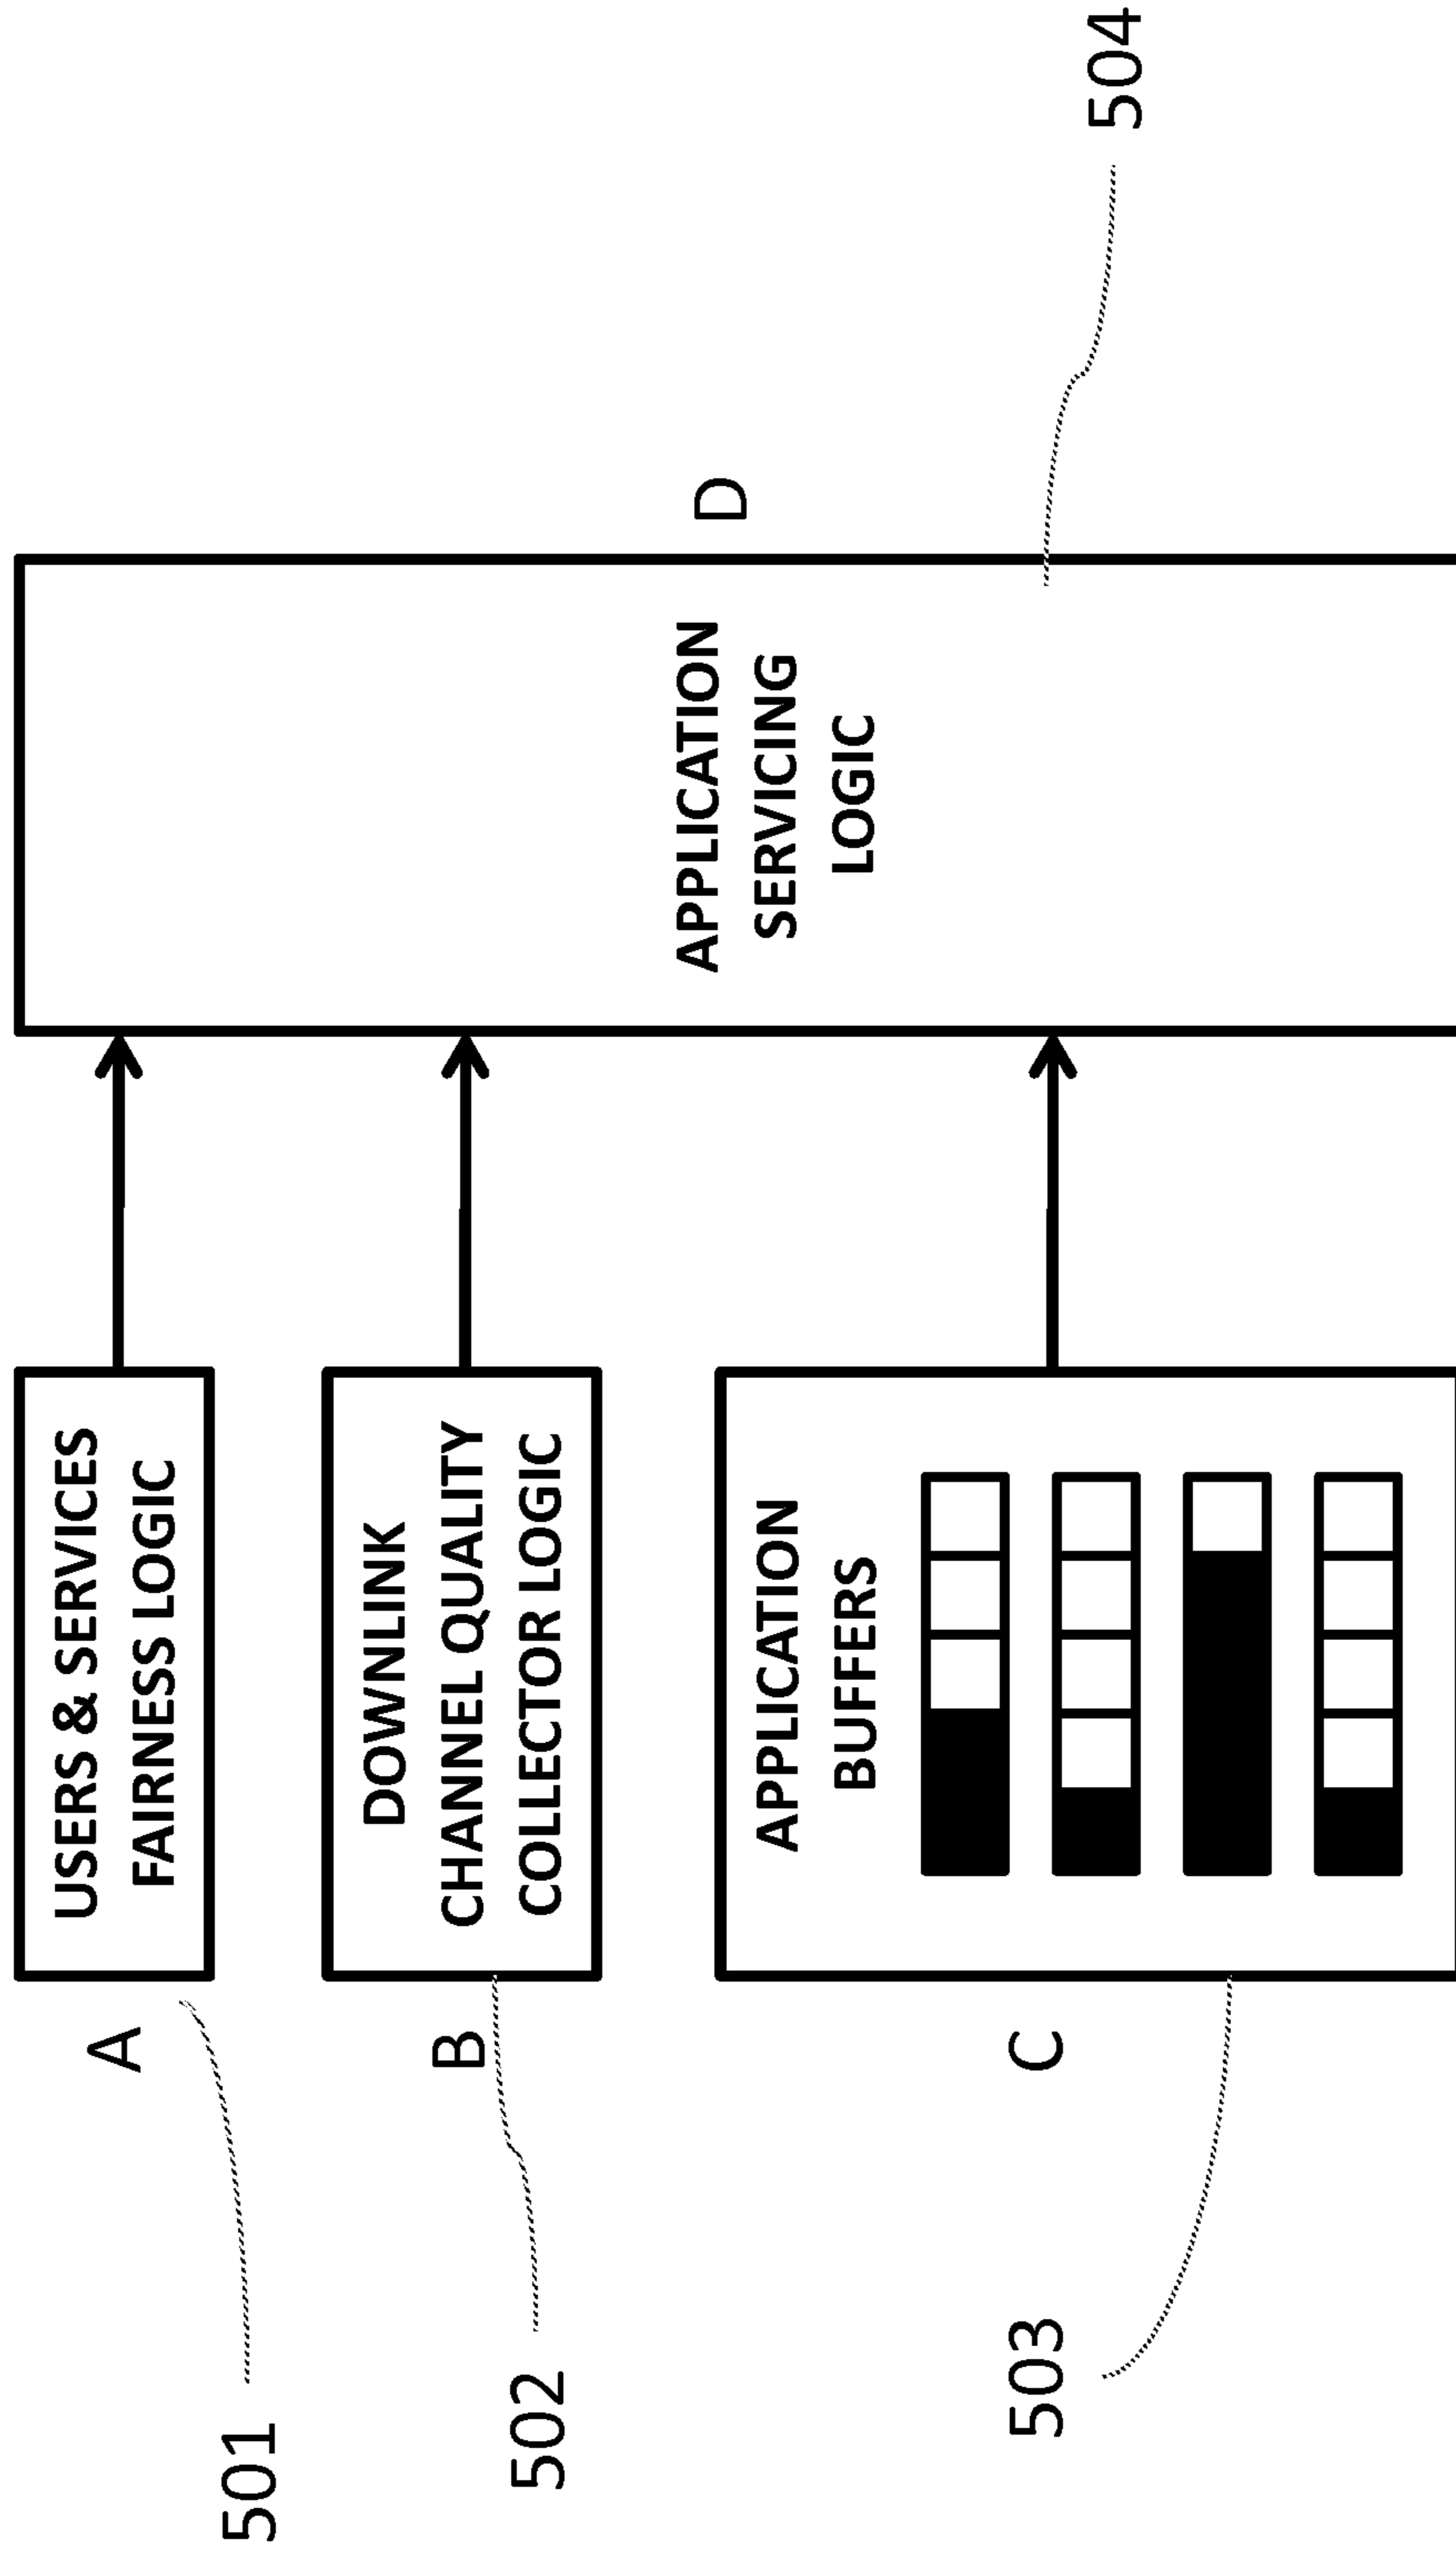 A
USERS & SERVICES
FAIRNESS LOGIC
501
B
DOWNLINK
CHANNEL QUALITY
COLLECTOR LOGIC
502
C
APPLICATION
BUFFERS
503
APPLICATION
SERVICING
LOGIC
D
504